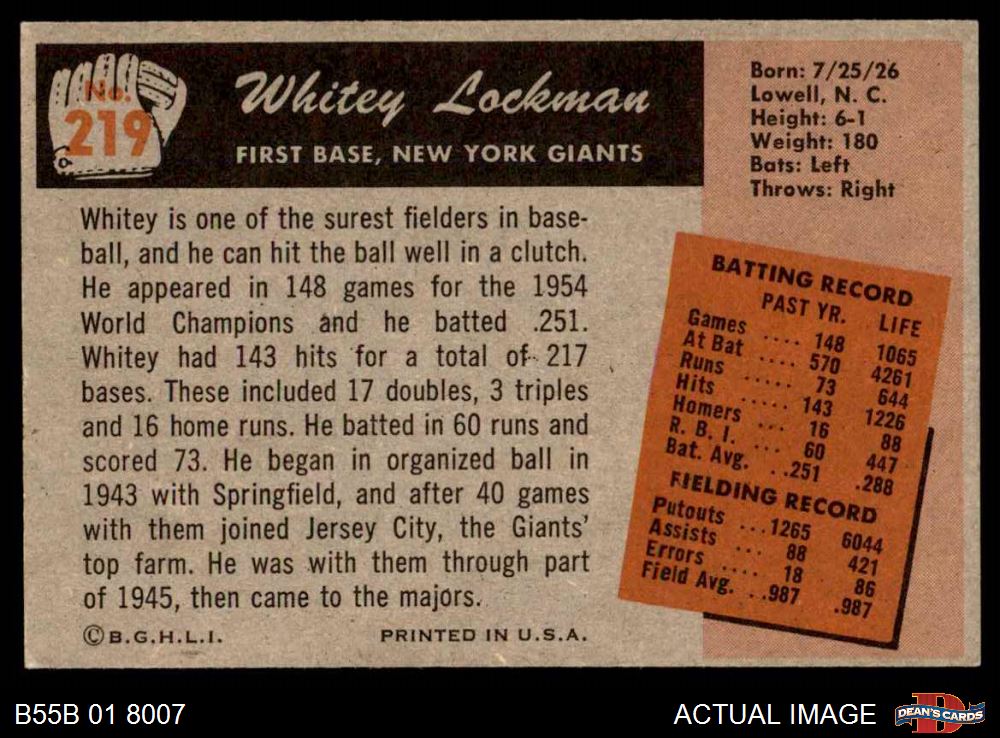 No.
219
Whitey Lockman
FIRST BASE, NEW YORK GIANTS
Born: 7/25/26
Lowell, N. C.
Height: 6-1
Weight: 180
Bats: Left
Throws: Right
Whitey is one of the surest fielders in base-
ball, and he can hit the ball well in a clutch.
He appeared in 148 games for the 1954
World Champions and he batted .251.
Whitey had 143 hits for a total of 217
bases. These included 17 doubles, 3 triples
and 16 home runs. He batted in 60 runs and
scored 73. He began in organized ball in
1943 with Springfield, and after 40 games
with them joined Jersey City, the Giants'
top farm. He was with them through part
of 1945, then came to the majors.
©B.G.H.L.I. PRINTED IN U.S.A.
BATTING RECORD
PAST YR. LIFE
Games .... 148 1065
At Bat .... 570 4261
Runs ..... 73 644
Hits ..... 143 1226
Homers ... 16 88
R. B. I. ... 60 447
Bat. Avg. ..251 .288
FIELDING RECORD
Putouts ...1265 6044
Assists ... 88 421
Errors .... 18 86
Field Avg. ..987 .987
B55B 01 8007
ACTUAL IMAGE
D
DEAN'S CARDS